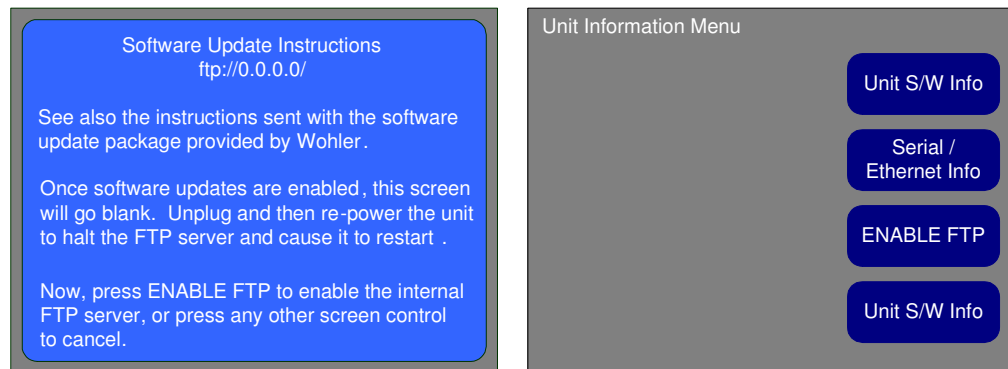 Software Update Instructions
ftp://0.0.0.0/
See also the instructions sent with the software
update package provided by Wohler.
Once software updates are enabled, this screen
will go blank. Unplug and then re-power the unit
to halt the FTP server and cause it to restart .
Now, press ENABLE FTP to enable the internal
FTP server, or press any other screen control
to cancel.
Unit Information Menu
Unit S/W Info
Serial /
Ethernet Info
ENABLE FTP
Unit S/W Info